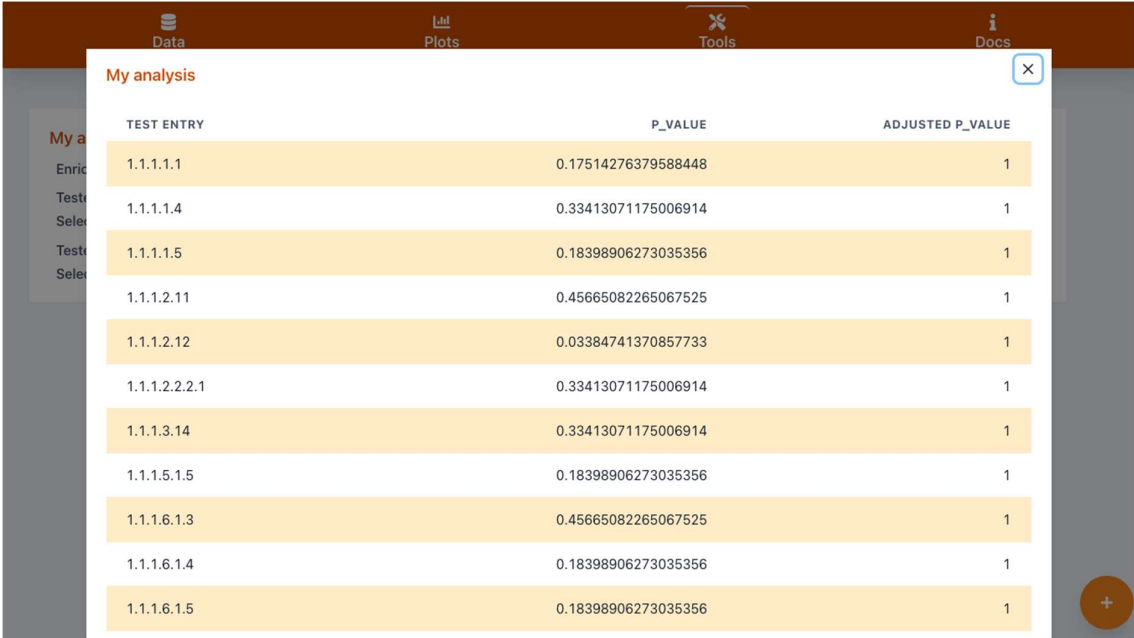 Data Plots Tools Docs
My analysis
TEST ENTRY P_VALUE ADJUSTED P_VALUE
1.1.1.1.1 0.17514276379588448 1
1.1.1.1.4 0.33413071175006914 1
1.1.1.1.5 0.18398906273035356 1
1.1.1.2.11 0.45665082265067525 1
1.1.1.2.12 0.03384741370857733 1
1.1.1.2.2.2.1 0.33413071175006914 1
1.1.1.3.14 0.33413071175006914 1
1.1.1.5.1.5 0.18398906273035356 1
1.1.1.6.1.3 0.45665082265067525 1
1.1.1.6.1.4 0.18398906273035356 1
1.1.1.6.1.5 0.18398906273035356 1
My a
Enric
Teste
Selec
Teste
Selec